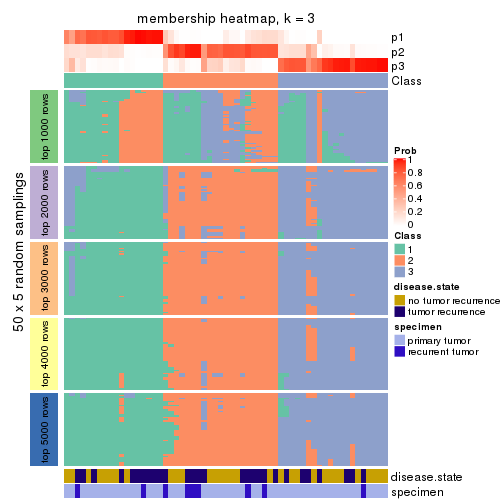 membership heatmap, k = 3
p1
p2
p3
Class
50 x 5 random samplings
top 1000 rows
top 2000 rows
top 3000 rows
top 4000 rows
top 5000 rows
Prob
1
0.8
0.6
0.4
0.2
0
Class
1
2
3
disease.state
no tumor recurrence
tumor recurrence
specimen
primary tumor
recurrent tumor
disease.state
specimen